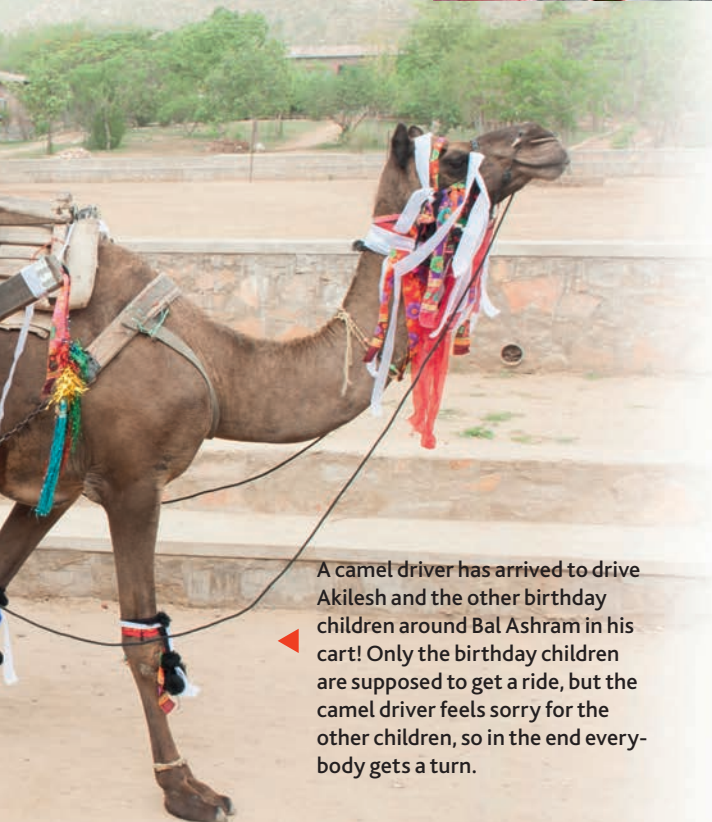 A camel driver has arrived to drive
Akilesh and the other birthday
children around Bal Ashram in his
cart! Only the birthday children
are supposed to get a ride, but the
camel driver feels sorry for the
other children, so in the end every-
body gets a turn.